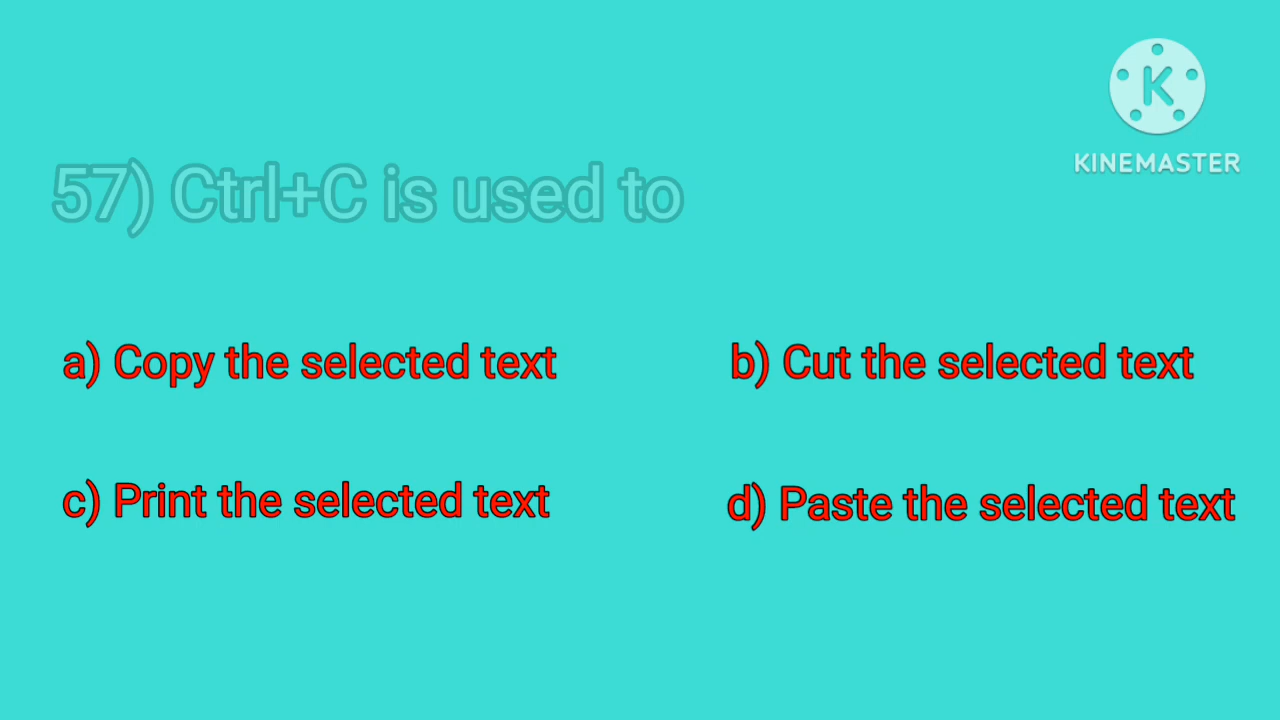 KINEMASTER
57) Ctrl+C is used to
a) Copy the selected text
b) Cut the selected text
c) Print the selected text
d) Paste the selected text